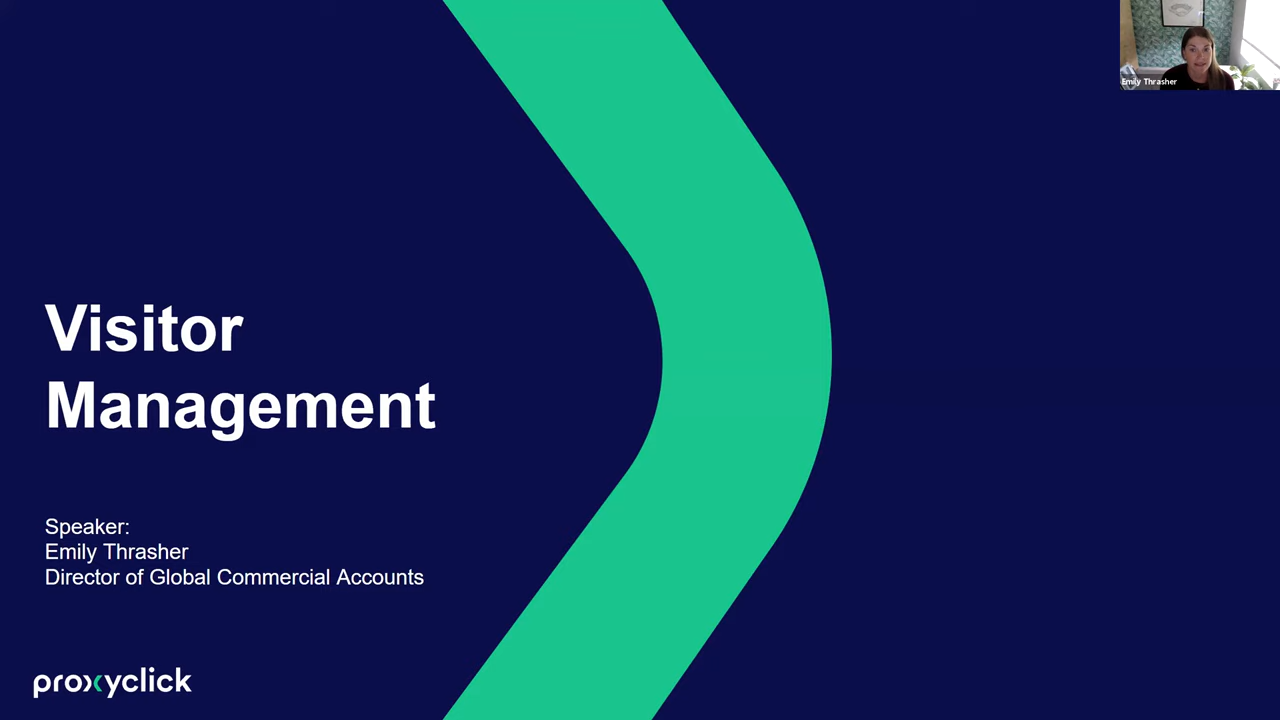 Emily Thrasher
Visitor
Management
Speaker:
Emily Thrasher
Director of Global Commercial Accounts
proxyclick